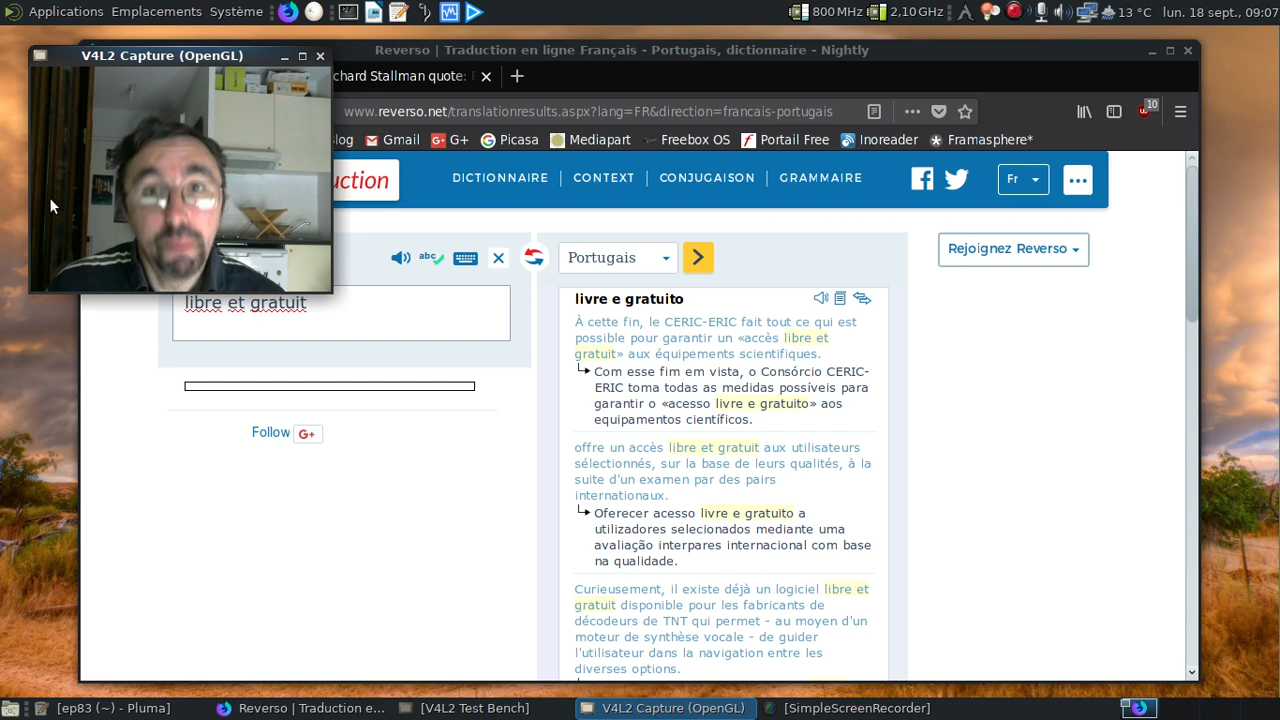 Applications Emplacements Système
800 MHz 2,10 GHz 13 °C lun. 18 sept., 09:07
V4L2 Capture (OpenGL)
Reverso | Traduction en ligne Français - Portugais, dictionnaire - Nightly
chard Stallman quote:
www.reverso.net/translationresults.aspx?lang=FR&direction=francais-portugais
10
log Gmail G+ Picasa Mediapart Freebox OS Portail Free Inoreader Framasphere*
uction
DICTIONNAIRE CONTEXT CONJUGAISON GRAMMAIRE
Fr
abc
Portugais
Rejoignez Reverso
libre et gratuit
Follow G+
livre e gratuito
À cette fin, le CERIC-ERIC fait tout ce qui est
possible pour garantir un «accès libre et
gratuit» aux équipements scientifiques.
Com esse fim em vista, o Consórcio CERIC-
ERIC toma todas as medidas possíveis para
garantir o «acesso livre e gratuito» aos
equipamentos científicos.
offre un accès libre et gratuit aux utilisateurs
sélectionnés, sur la base de leurs qualités, à la
suite d'un examen par des pairs
internationaux.
Oferecer acesso livre e gratuito a
utilizadores selecionados mediante uma
avaliação interpares internacional com base
na qualidade.
Curieusement, il existe déjà un logiciel libre et
gratuit disponible pour les fabricants de
décodeurs de TNT qui permet - au moyen d'un
moteur de synthèse vocale - de guider
l'utilisateur dans la navigation entre les
diverses options.
[ep83 (~) - Pluma] Reverso | Traduction e... [V4L2 Test Bench] V4L2 Capture (OpenGL) [SimpleScreenRecorder]